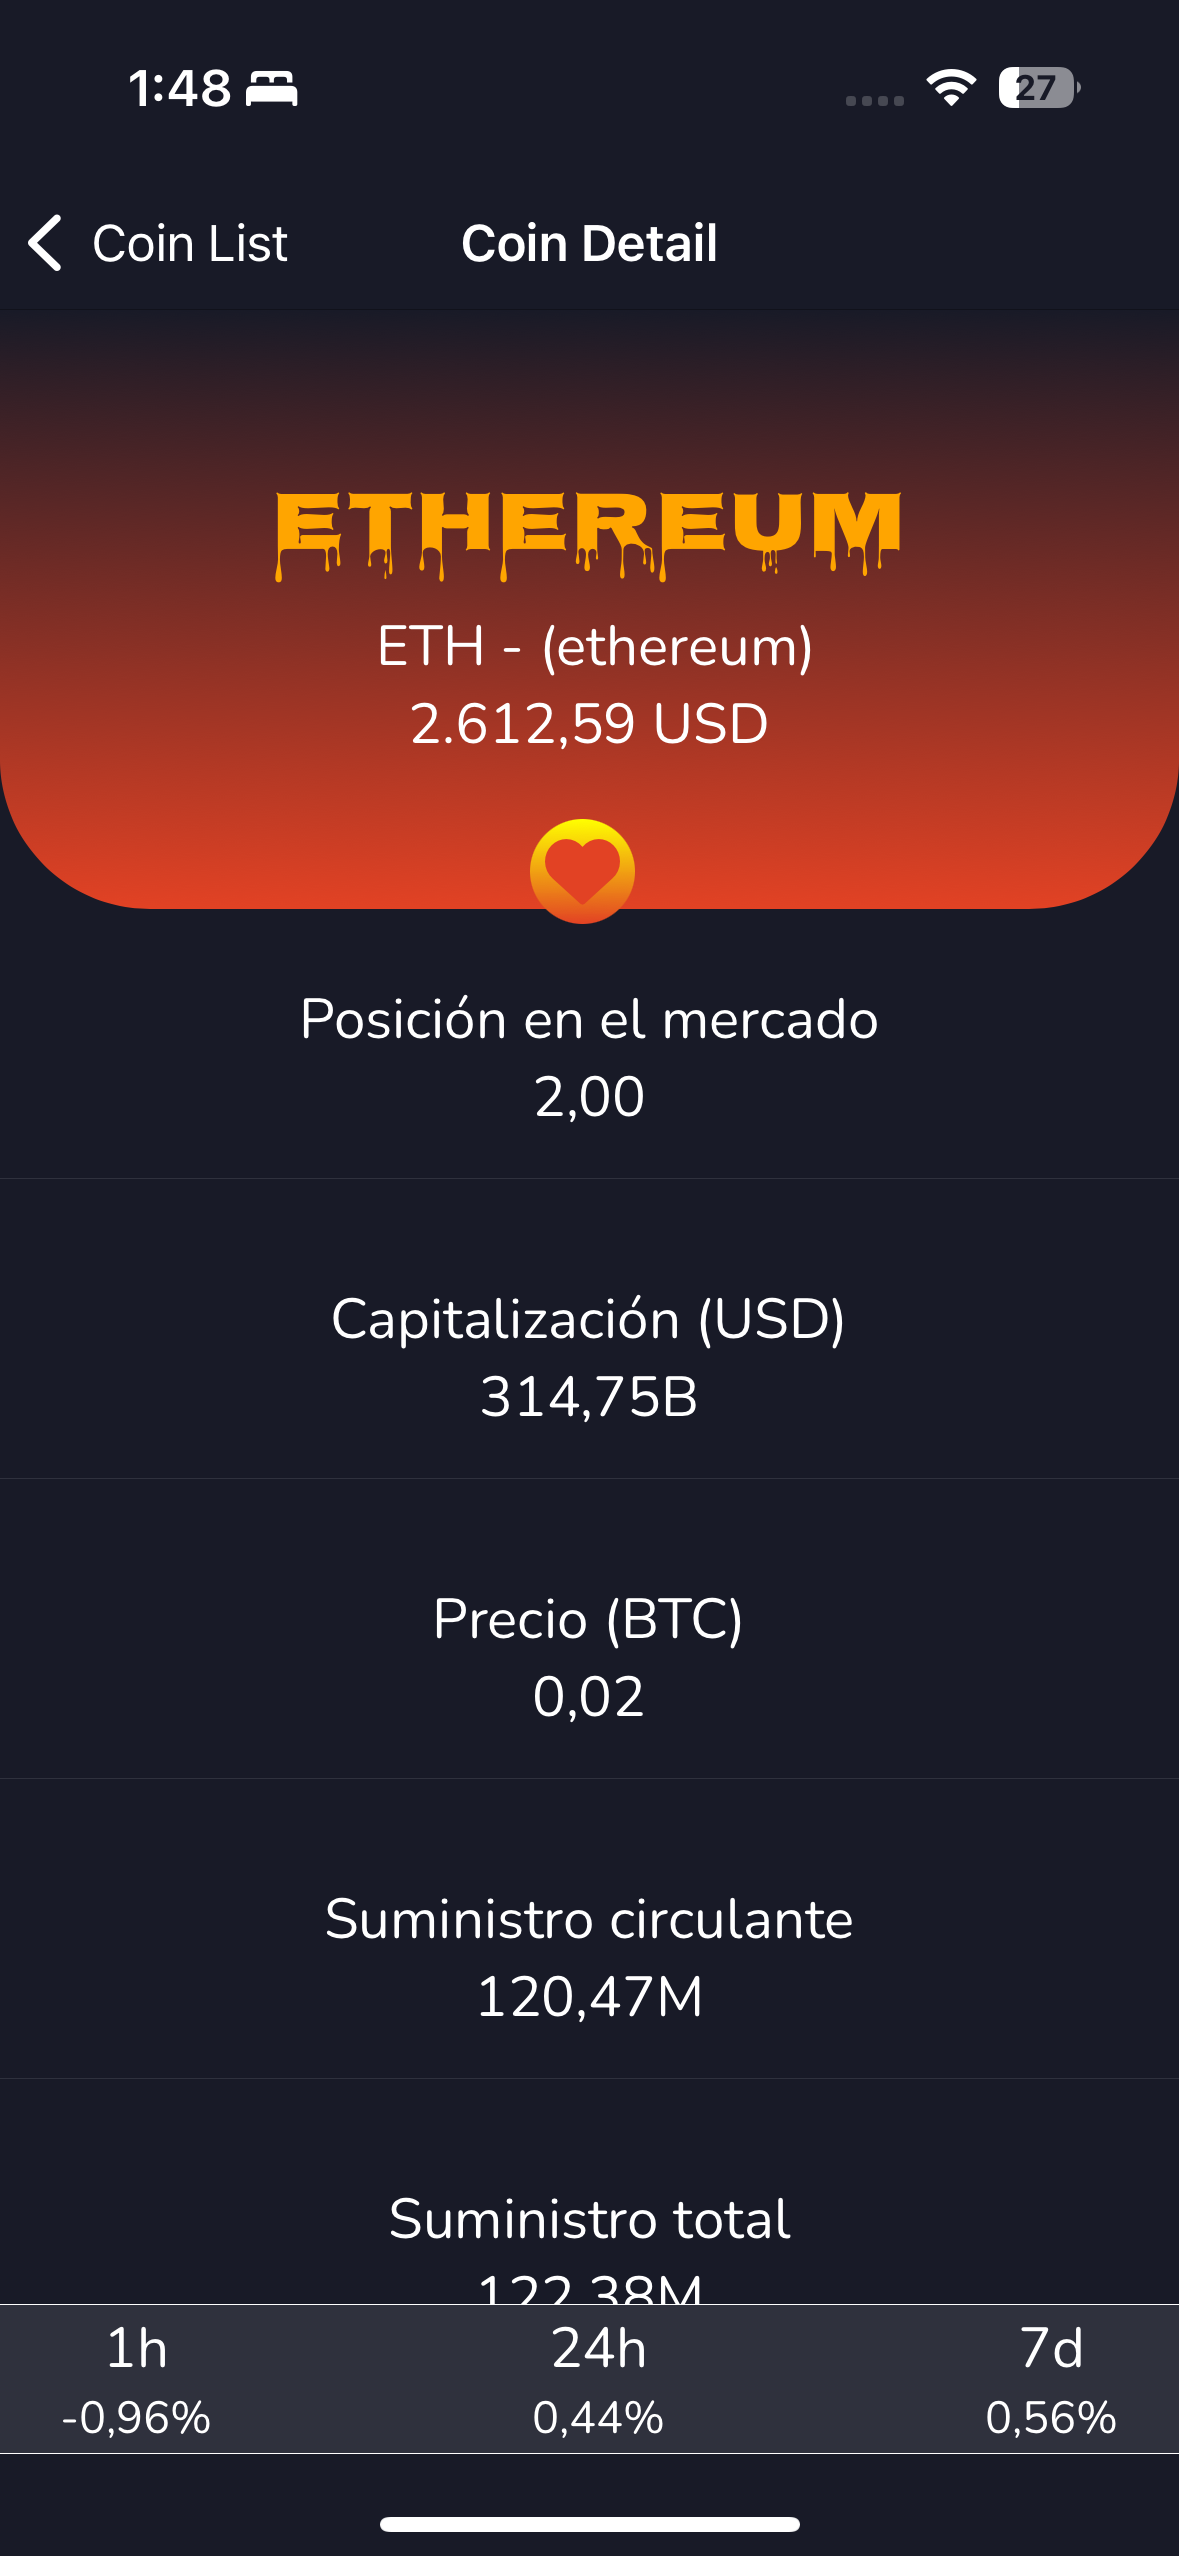 1:48
27
Coin List
Coin Detail
ETHEREUM
ETH - (ethereum)
2.612,59 USD
Posición en el mercado
2,00
Capitalización (USD)
314,75B
Precio (BTC)
0,02
Suministro circulante
120,47M
Suministro total
122,38M
1h 24h 7d
-0,96% 0,44% 0,56%